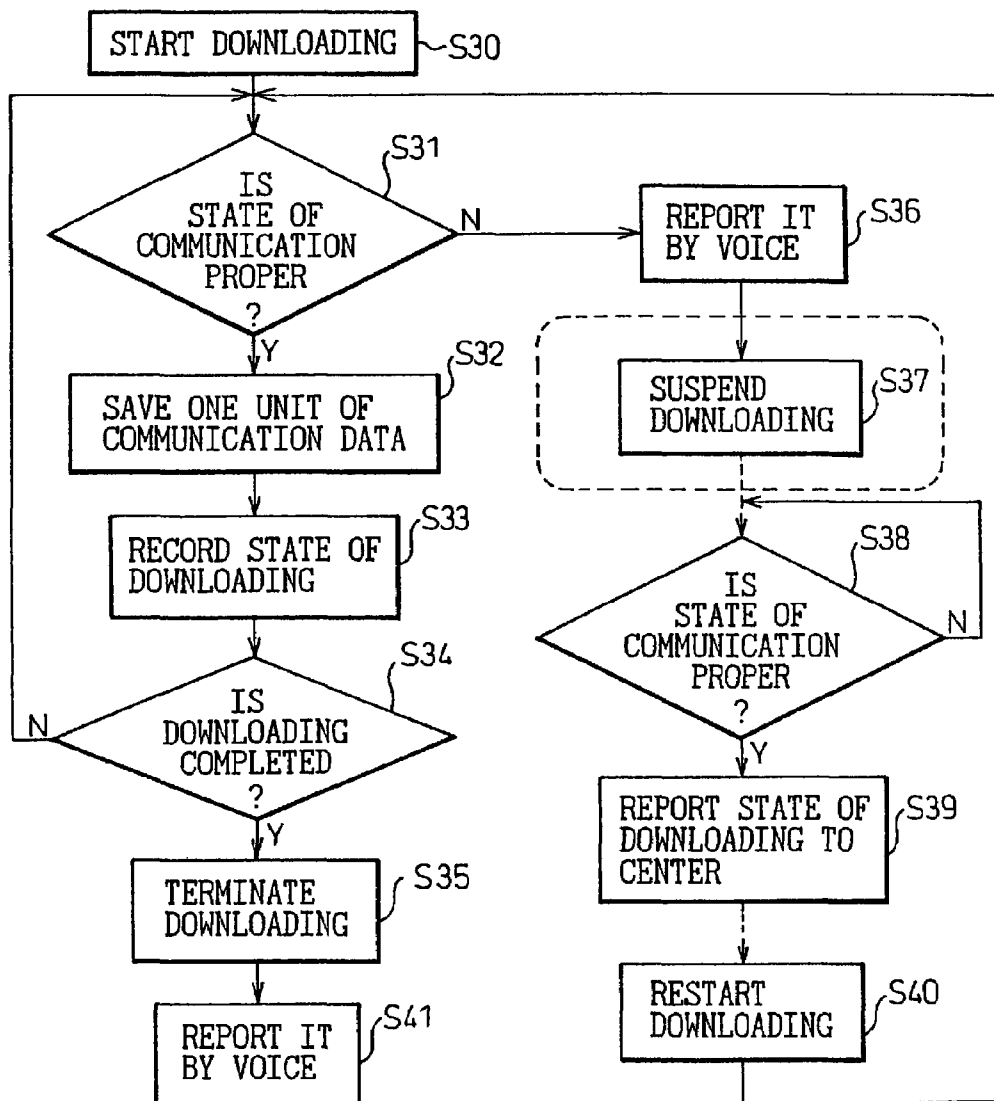 START DOWNLOADING
S30
IS
STATE OF
COMMUNICATION
PROPER
?
S31
N
Y
SAVE ONE UNIT OF
COMMUNICATION DATA
S32
RECORD STATE OF
DOWNLOADING
S33
IS
DOWNLOADING
COMPLETED
?
S34
N
Y
TERMINATE
DOWNLOADING
S35
REPORT IT
BY VOICE
S41
REPORT IT
BY VOICE
S36
SUSPEND
DOWNLOADING
S37
IS
STATE OF
COMMUNICATION
PROPER
?
S38
N
Y
REPORT STATE OF
DOWNLOADING TO
CENTER
S39
RESTART
DOWNLOADING
S40